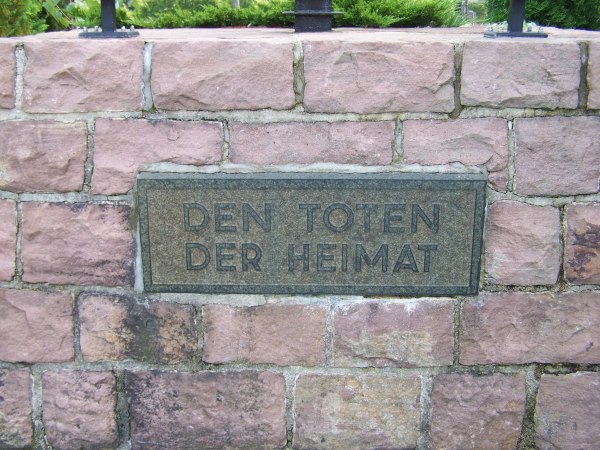 DEN TOTEN
DER HEIMAT